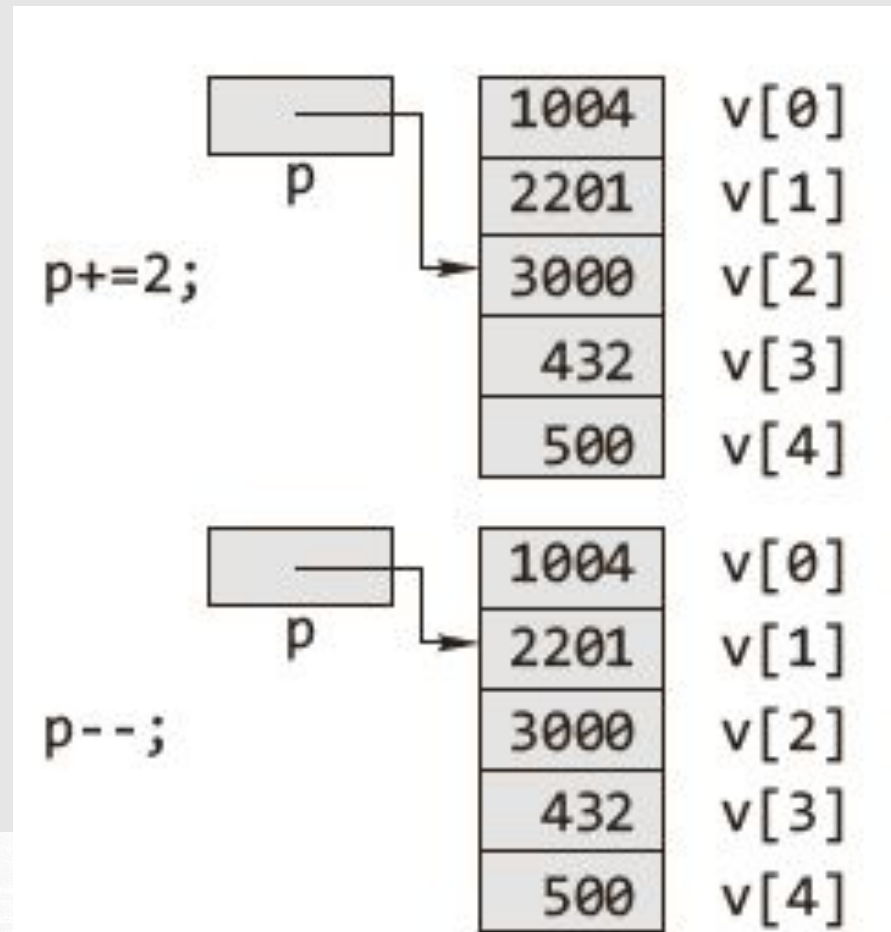 1004 v[0]
p
2201 v[1]
p+=2;
3000 v[2]
432 v[3]
500 v[4]
1004 v[0]
p
2201 v[1]
p--;
3000 v[2]
432 v[3]
500 v[4]